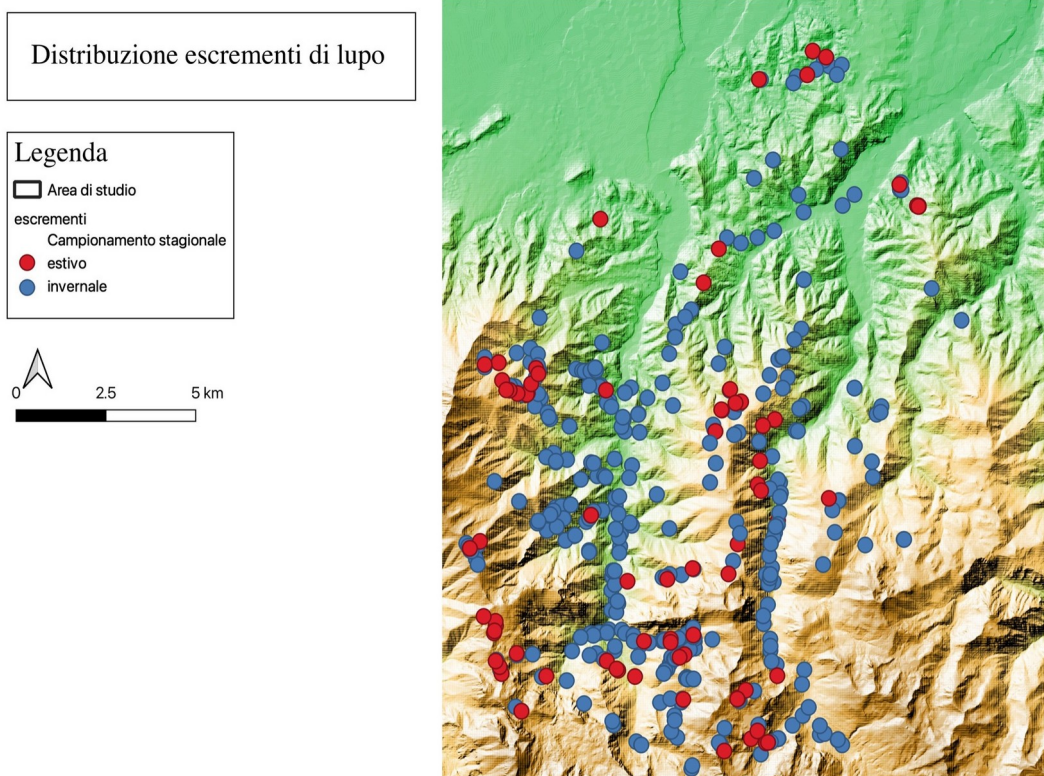 Distribuzione escrementi di lupo
Legenda
Area di studio
escrementi
Campionamento stagionale
estivo
invernale
0 2.5 5 km